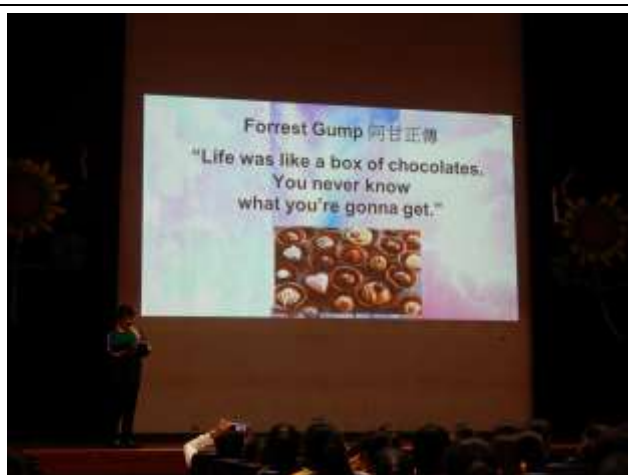 Forrest Gump 阿甘正傳
"Life was like a box of chocolates.
You never know
what you're gonna get."